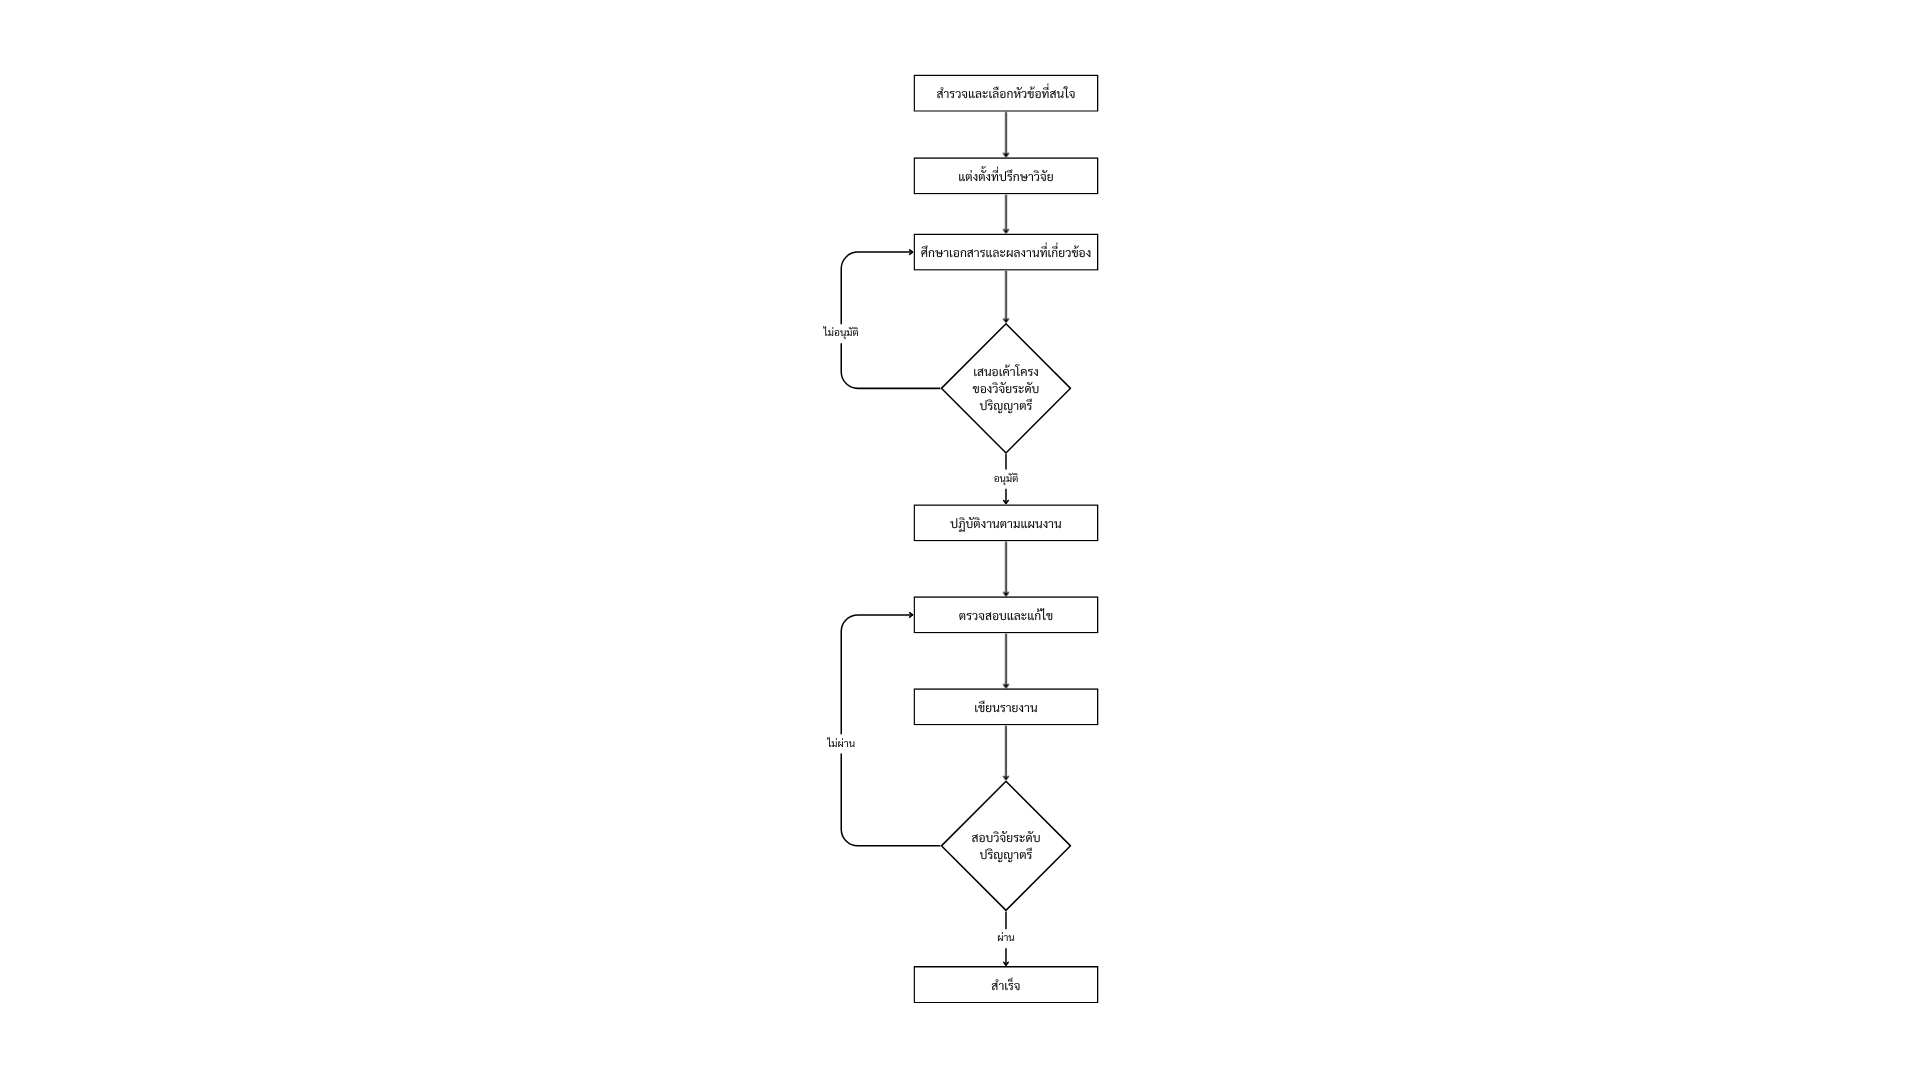 สำรวจและเลือกหัวข้อที่สนใจ
แต่งตั้งที่ปรึกษาวิจัย
ศึกษาเอกสารและผลงานที่เกี่ยวข้อง
ไม่อนุมัติ
เสนอเค้าโครง
ของวิจัยระดับ
ปริญญาตรี
อนุมัติ
ปฏิบัติงานตามแผนงาน
ตรวจสอบและแก้ไข
เขียนรายงาน
ไม่ผ่าน
สอบวิจัยระดับ
ปริญญาตรี
ผ่าน
สำเร็จ